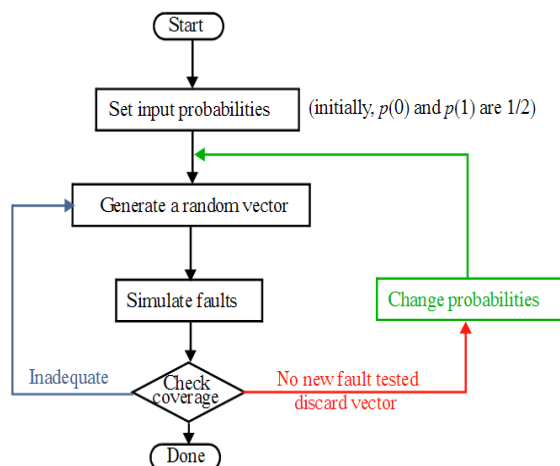 Start
Set input probabilities
(initially, p(0) and p(1) are 1/2)
Generate a random vector
Simulate faults
Change probabilities
Inadequate
Check
coverage
No new fault tested
discard vector
Done